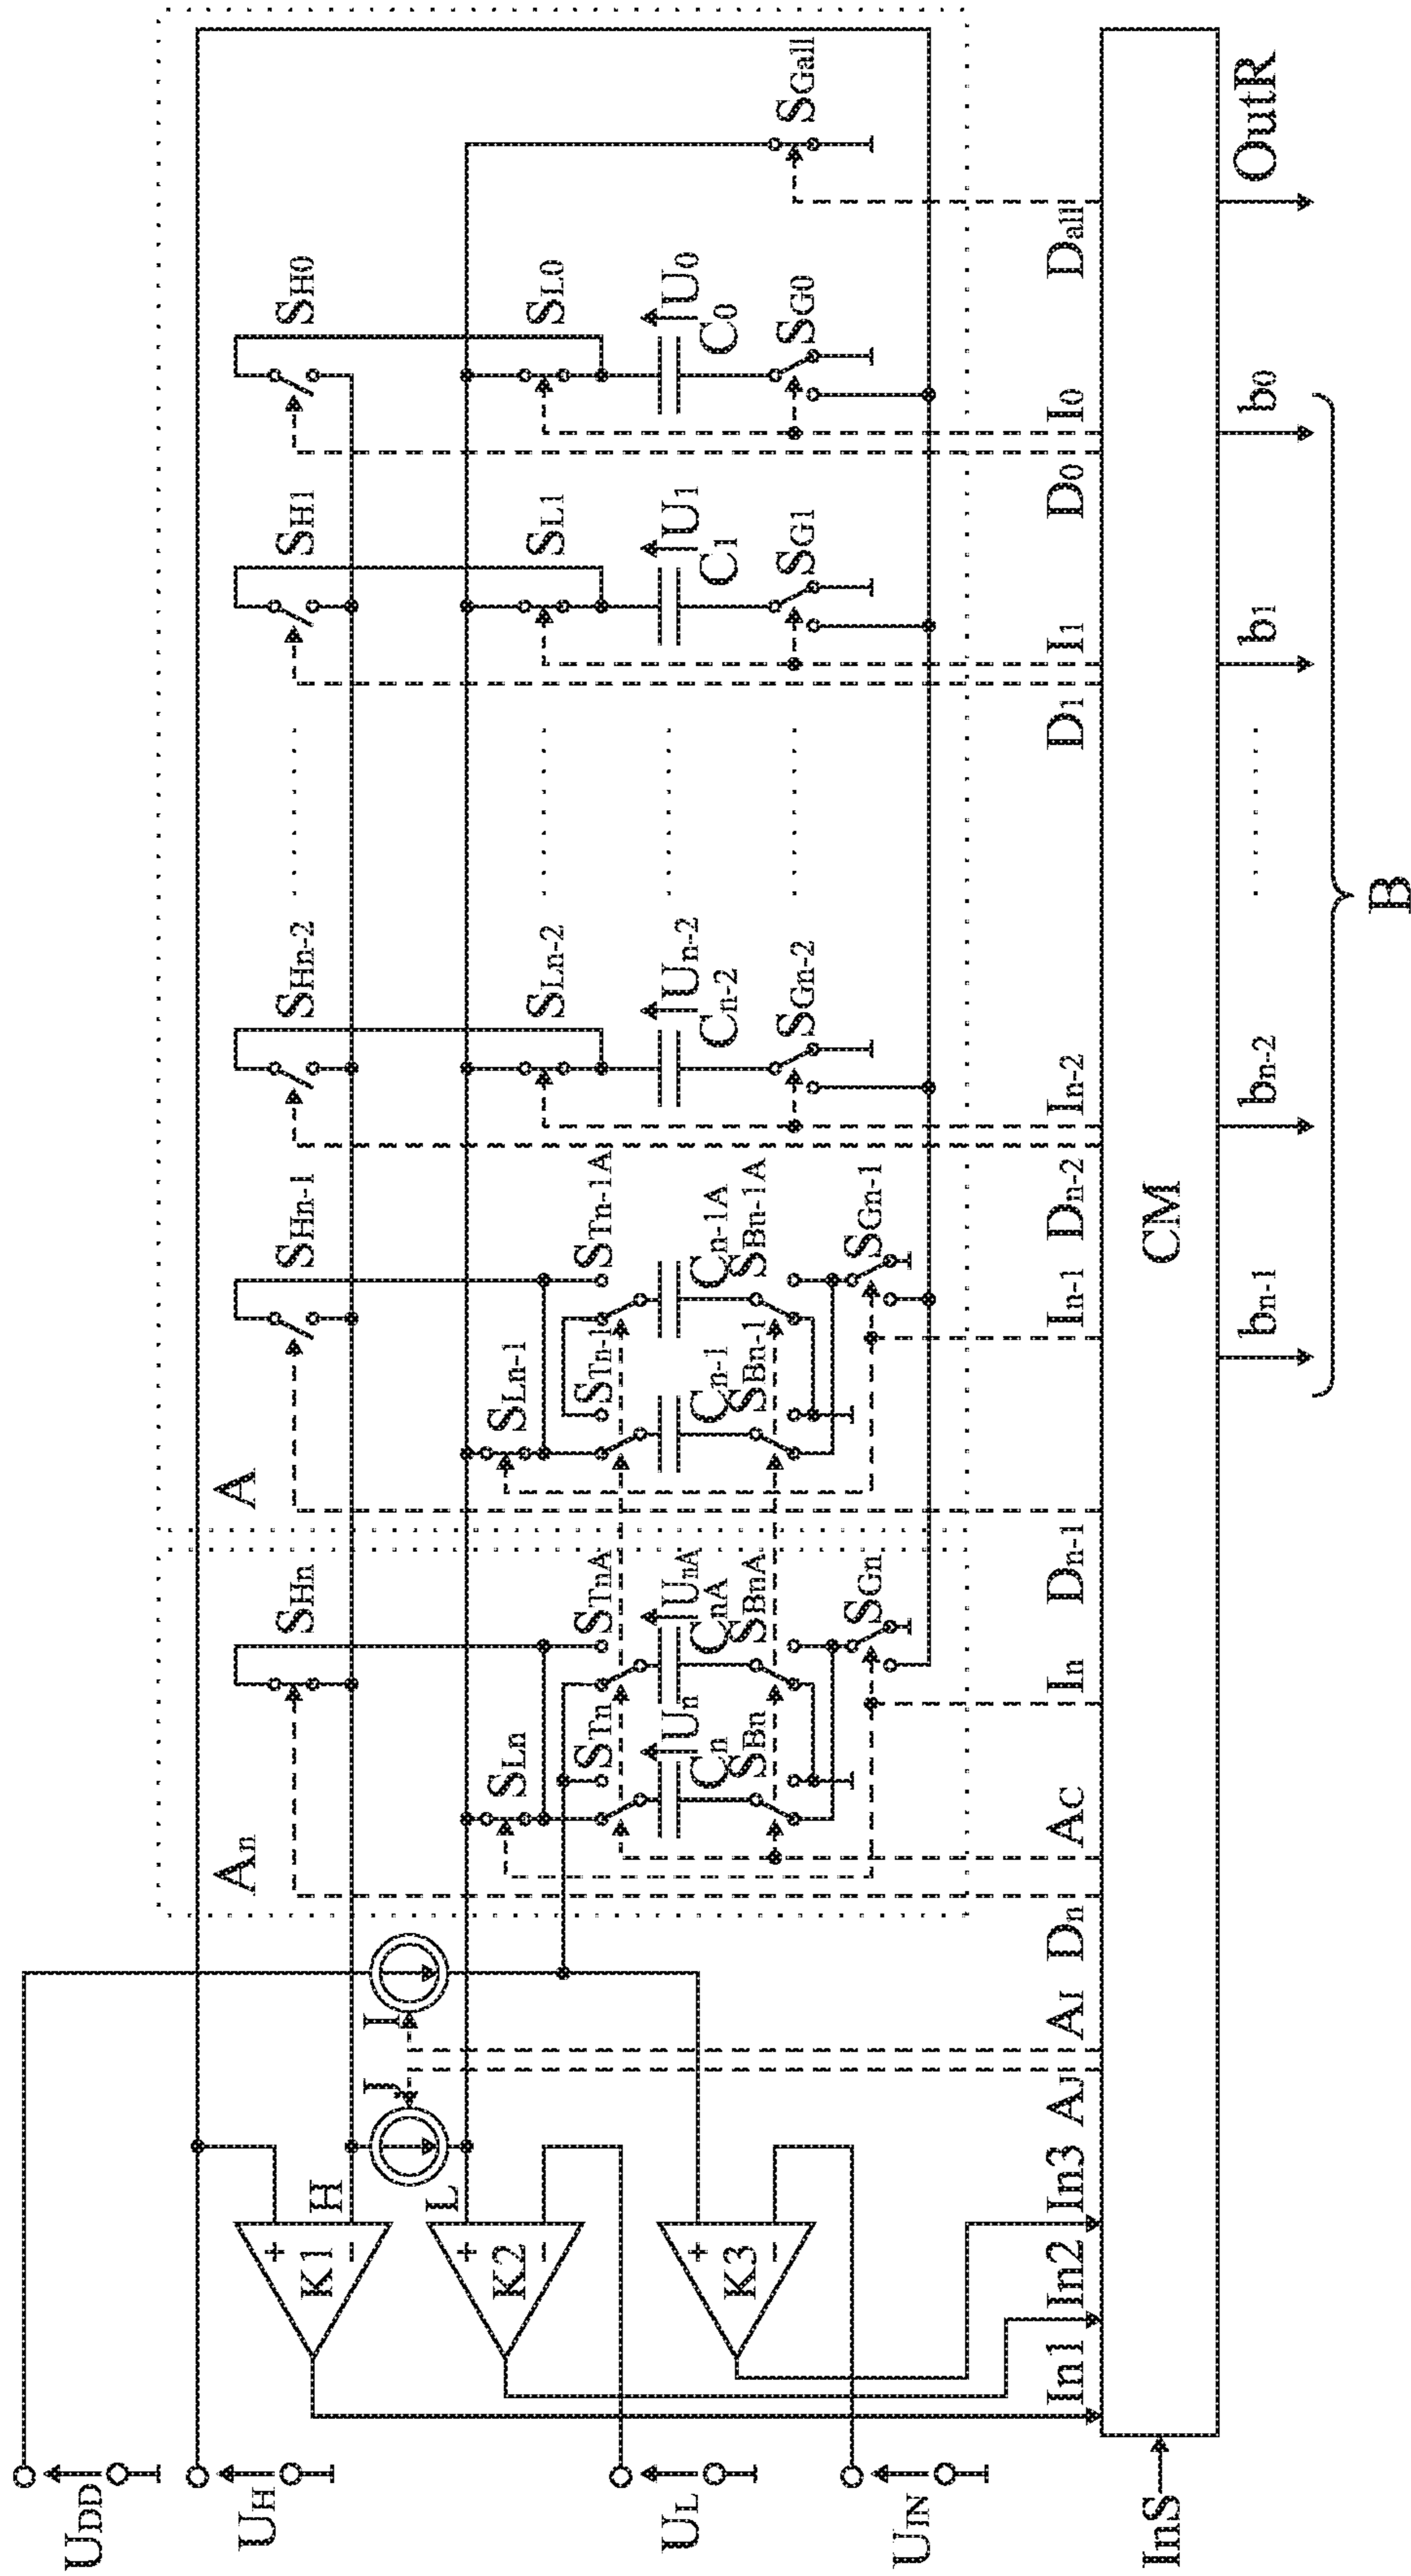 UDD
UH
UL
UIN
InS
K1
+
−
H
K2
+
−
L
K3
+
−
J
I
An
SHn
SLn
STn
STnA
Un
Cn
UnA
CnA
SBn
SBnA
SGn
A
SHn-1
SLn-1
STn-1
STn-1A
Cn-1
Cn-1A
SBn-1
SBn-1A
SGn-1
SHn-2
SLn-2
Un-2
Cn-2
SGn-2
SH1
SL1
U1
C1
SG1
SH0
SL0
U0
C0
SG0
SGall
In1
In2
In3
AJ
AI
Dn
AC
In
Dn-1
In-1
Dn-2
In-2
D1
I1
D0
I0
Dall
CM
bn-1
bn-2
b1
b0
OutR
B